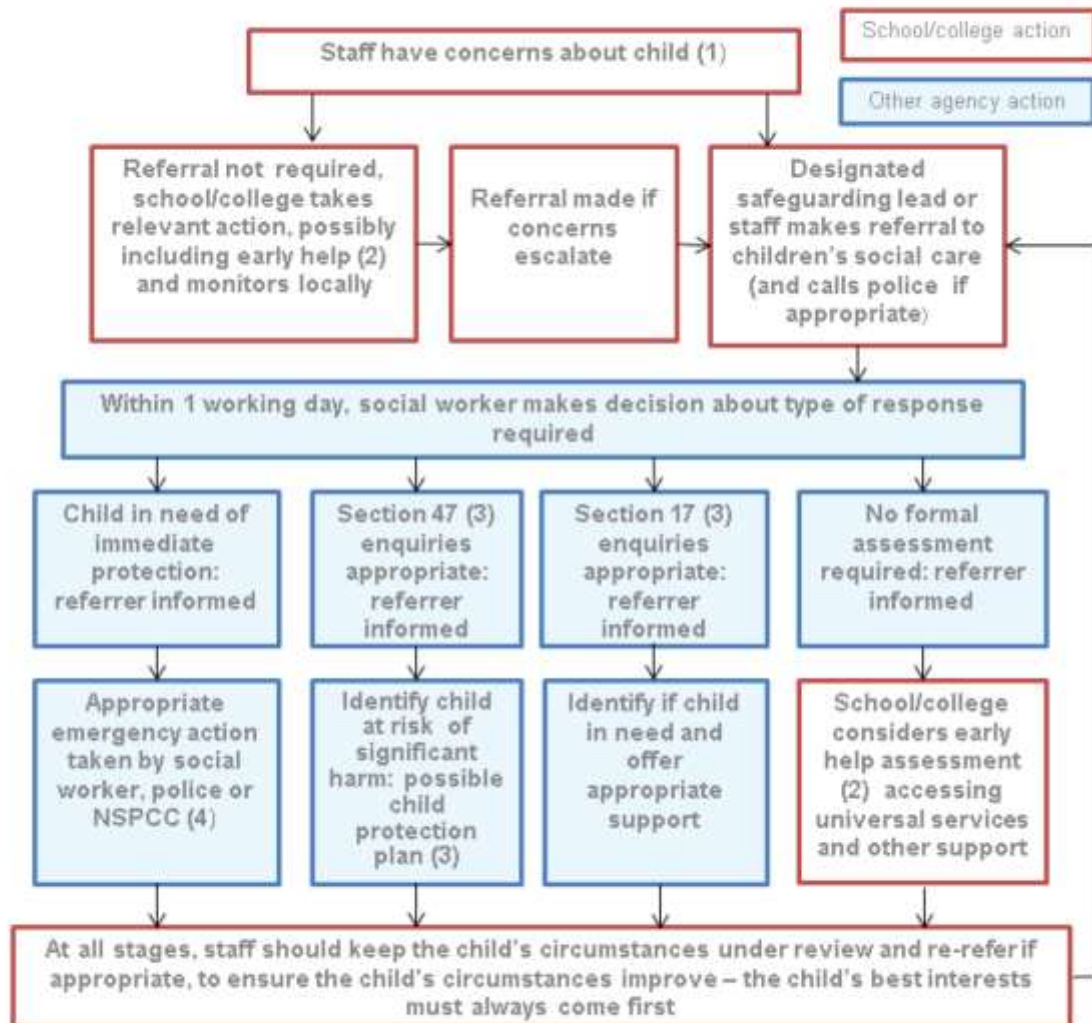 School/college action
Other agency action
Staff have concerns about child (1)
Referral not required,
school/college takes
relevant action, possibly
including early help (2)
and monitors locally
Referral made if
concerns
escalate
Designated
safeguarding lead or
staff makes referral to
children's social care
(and calls police if
appropriate)
Within 1 working day, social worker makes decision about type of response
required
Child in need of
immediate
protection:
referrer informed
Section 47 (3)
enquiries
appropriate:
referrer
informed
Section 17 (3)
enquiries
appropriate:
referrer
informed
No formal
assessment
required: referrer
informed
Appropriate
emergency action
taken by social
worker, police or
NSPCC (4)
Identify child
at risk of
significant
harm: possible
child
protection
plan (3)
Identify if child
in need and
offer
appropriate
support
School/college
considers early
help assessment
(2) accessing
universal services
and other support
At all stages, staff should keep the child's circumstances under review and re-refer if
appropriate, to ensure the child's circumstances improve – the child's best interests
must always come first